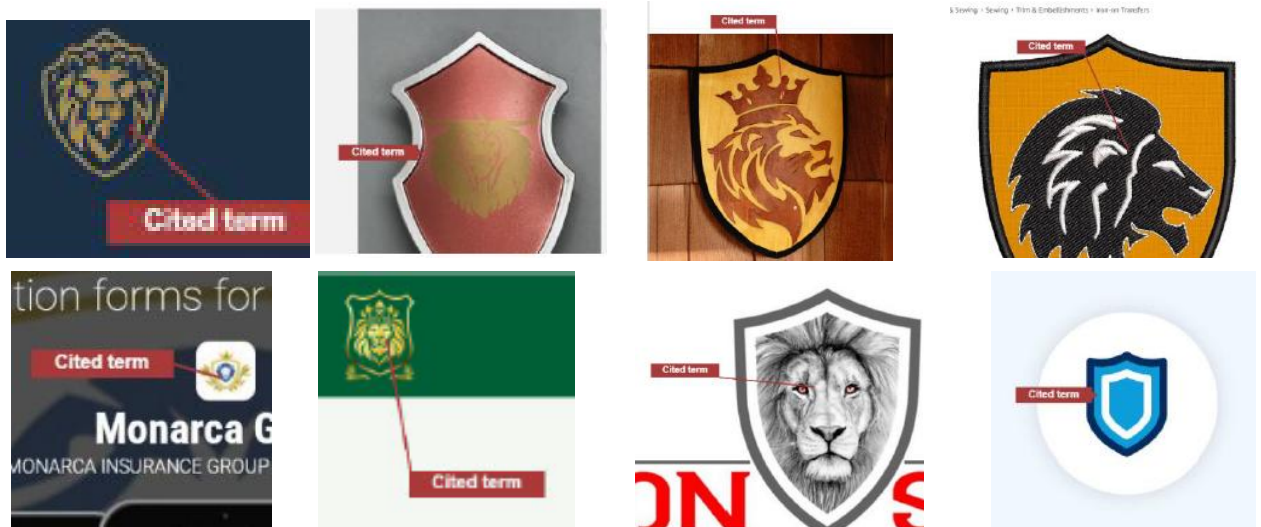 Cited term
Cited term
Cited term
& Sewing › Sewing › Trim & Embellishments › Iron-on Transfers
Cited term
tion forms for
Cited term
Monarca G
MONARCA INSURANCE GROUP
Cited term
Cited term
ON S
Cited term